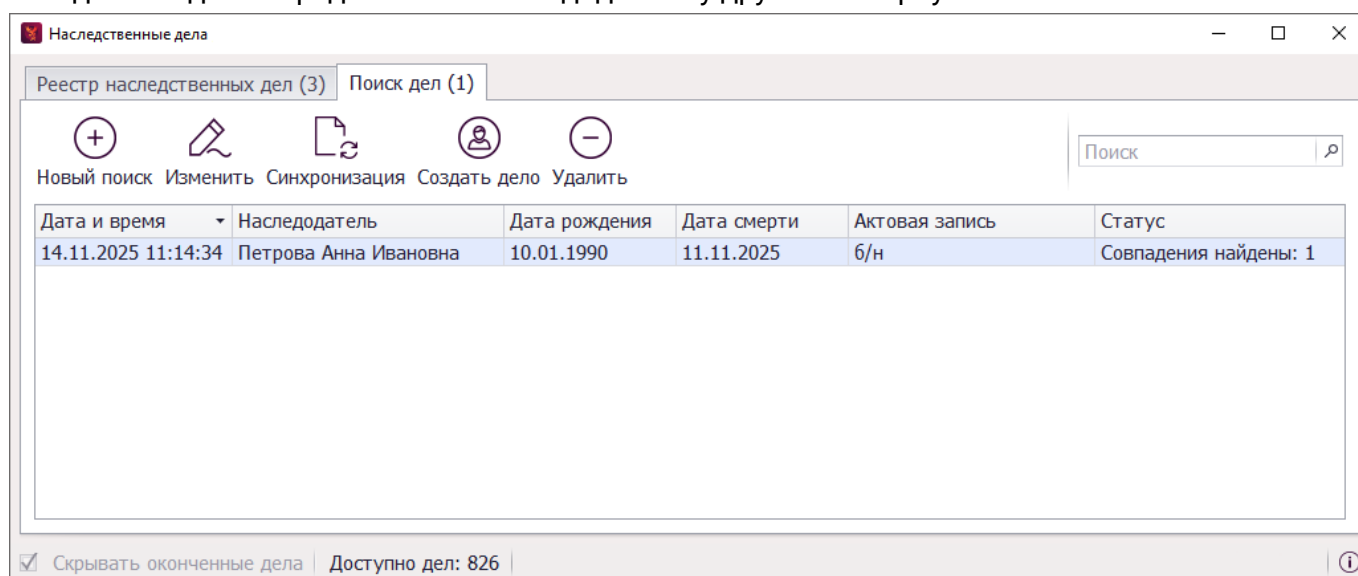 Наследственные дела
Реестр наследственных дел (3) Поиск дел (1)
Новый поиск Изменить Синхронизация Создать дело Удалить
Поиск
Дата и время Наследодатель Дата рождения Дата смерти Актовая запись Статус
14.11.2025 11:14:34 Петрова Анна Ивановна 10.01.1990 11.11.2025 б/н Совпадения найдены: 1
Скрывать оконченные дела Доступно дел: 826